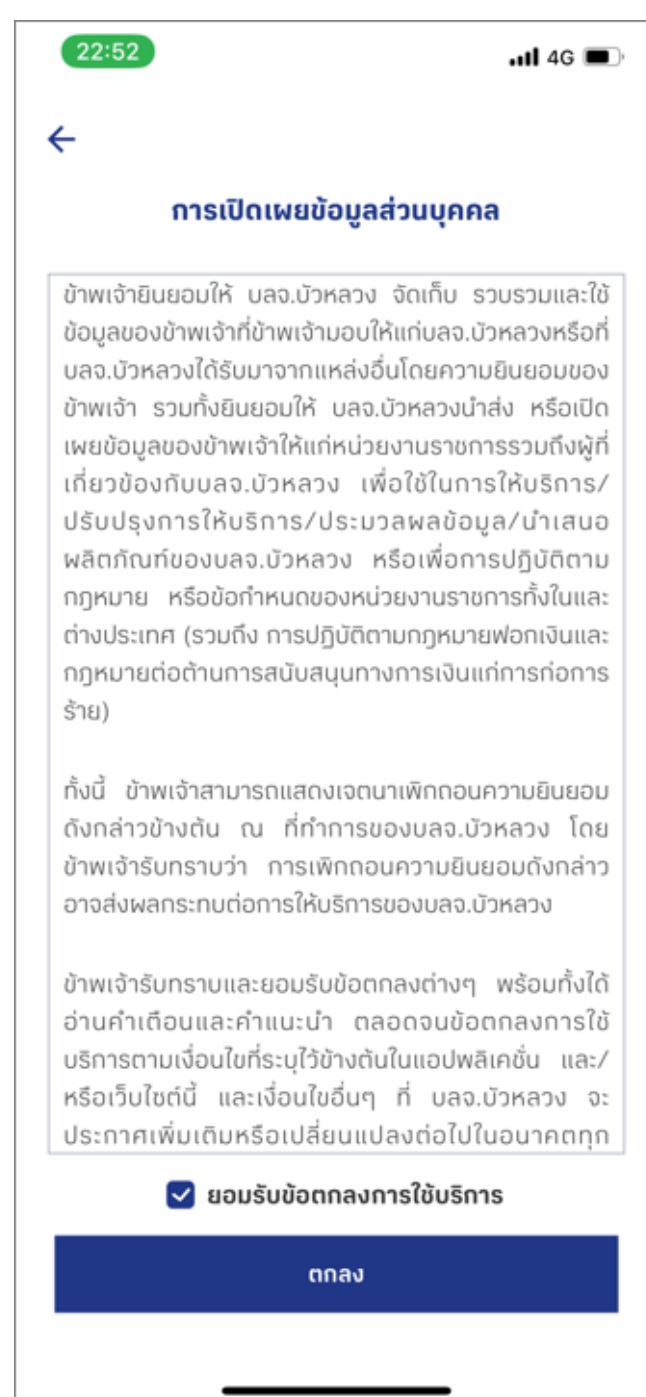 22:52
4G
การเปิดเผยข้อมูลส่วนบุคคล
ข้าพเจ้ายินยอมให้ บลจ.บัวหลวง จัดเก็บ รวบรวมและใช้
ข้อมูลของข้าพเจ้าที่ข้าพเจ้ามอบให้แก่บลจ.บัวหลวงหรือที่
บลจ.บัวหลวงได้รับมาจากแหล่งอื่นโดยความยินยอมของ
ข้าพเจ้า รวมทั้งยินยอมให้ บลจ.บัวหลวงนำส่ง หรือเปิด
เผยข้อมูลของข้าพเจ้าให้แก่หน่วยงานราชการรวมถึงผู้ที่
เกี่ยวข้องกับบลจ.บัวหลวง เพื่อใช้ในการให้บริการ/
ปรับปรุงการให้บริการ/ประมวลผลข้อมูล/นำเสนอ
ผลิตภัณฑ์ของบลจ.บัวหลวง หรือเพื่อการปฏิบัติตาม
กฎหมาย หรือข้อกำหนดของหน่วยงานราชการทั้งในและ
ต่างประเทศ (รวมถึง การปฏิบัติตามกฎหมายฟอกเงินและ
กฎหมายต่อต้านการสนับสนุนทางการเงินแก่การก่อการ
ร้าย)
ทั้งนี้ ข้าพเจ้าสามารถแสดงเจตนาเพิกถอนความยินยอม
ดังกล่าวข้างต้น ณ ที่ทำการของบลจ.บัวหลวง โดย
ข้าพเจ้ารับทราบว่า การเพิกถอนความยินยอมดังกล่าว
อาจส่งผลกระทบต่อการให้บริการของบลจ.บัวหลวง
ข้าพเจ้ารับทราบและยอมรับข้อตกลงต่างๆ พร้อมทั้งได้
อ่านคำเตือนและคำแนะนำ ตลอดจนข้อตกลงการใช้
บริการตามเงื่อนไขที่ระบุไว้ข้างต้นในแอปพลิเคชั่น และ/
หรือเว็บไซต์นี้ และเงื่อนไขอื่นๆ ที่ บลจ.บัวหลวง จะ
ประกาศเพิ่มเติมหรือเปลี่ยนแปลงต่อไปในอนาคตทุก
ยอมรับข้อตกลงการใช้บริการ
ตกลง